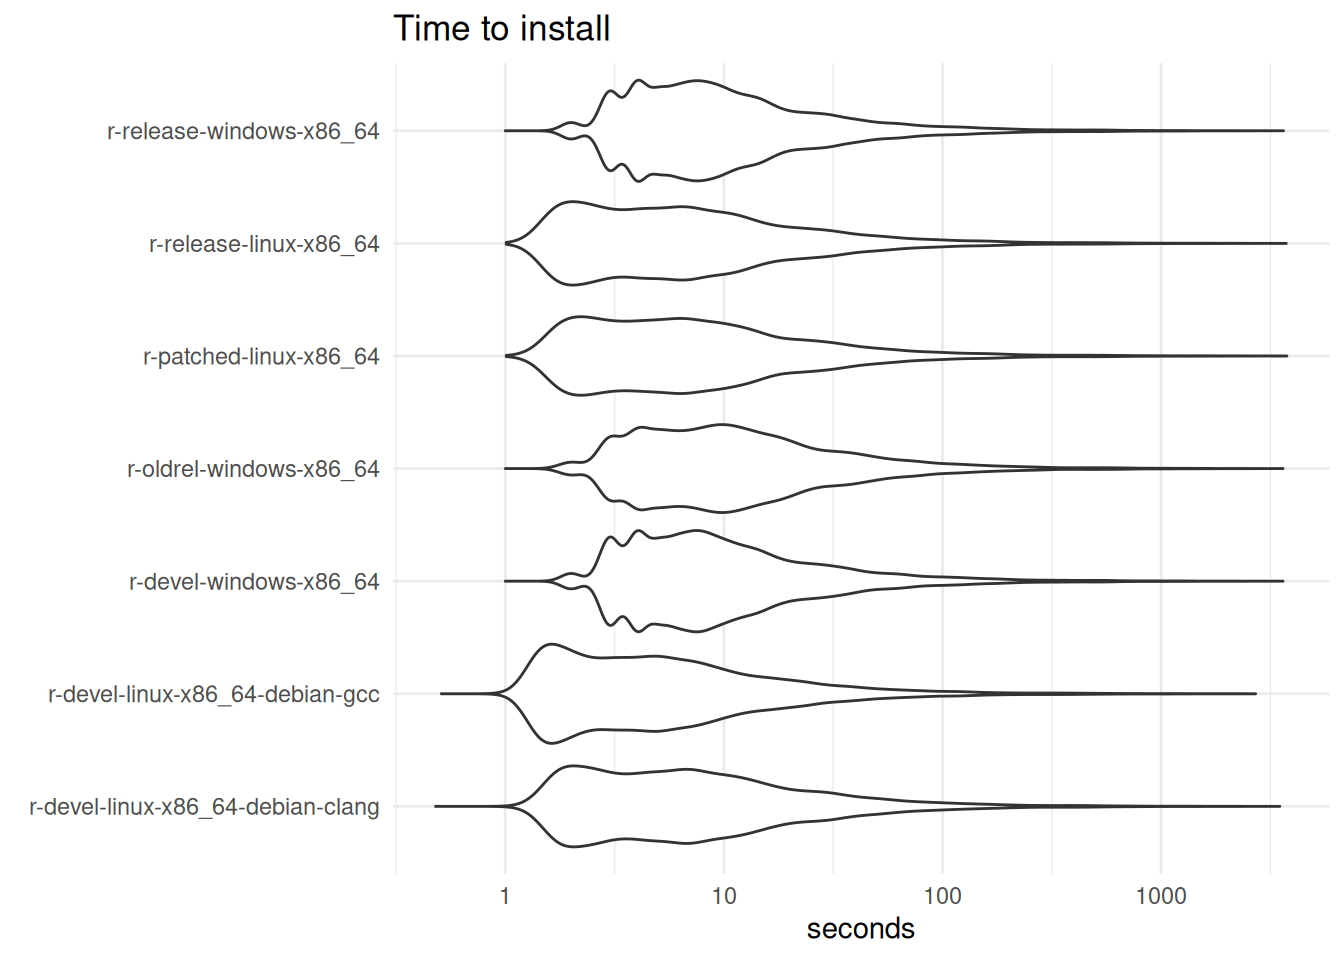 Time to install
r-release-windows-x86_64
r-release-linux-x86_64
r-patched-linux-x86_64
r-oldrel-windows-x86_64
r-devel-windows-x86_64
r-devel-linux-x86_64-debian-gcc
r-devel-linux-x86_64-debian-clang
1 10 100 1000
seconds